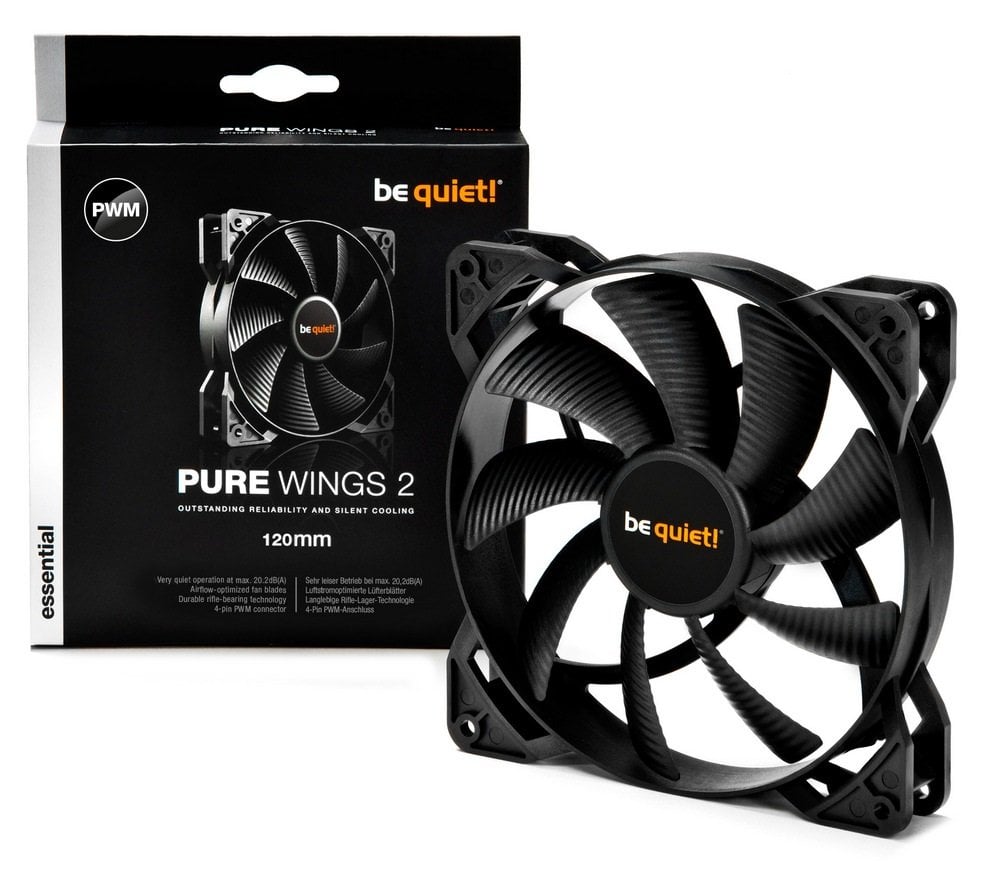 PURE WINGS 2
OUTSTANDING RELIABILITY AND SILENT COOLING
be quiet!
PWM
be quiet!®
be quiet!
PURE WINGS 2
OUTSTANDING RELIABILITY AND SILENT COOLING
120mm
essential
Very quiet operation at max. 20.2dB(A)
Airflow-optimized fan blades
Durable rifle-bearing technology
4-pin PWM connector
Sehr leiser Betrieb bei max. 20,2dB(A)
Luftstromoptimierte Lüfterblätter
Langlebige Rifle-Lager-Technologie
4-Pin PWM-Anschluss
be quiet!®